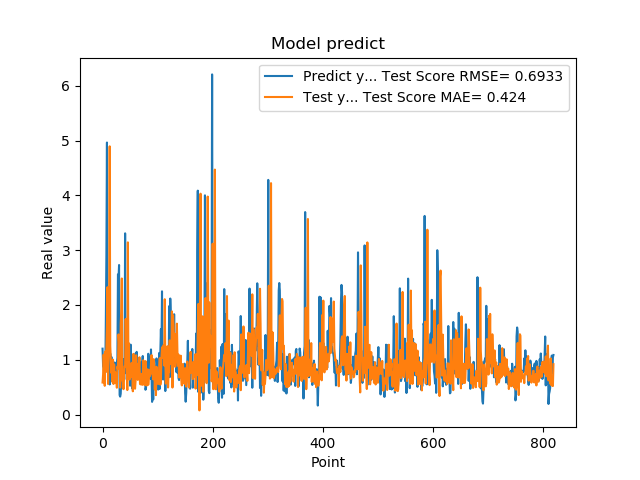 Model predict
Predict y... Test Score RMSE= 0.6933
Test y... Test Score MAE= 0.424
6
5
4
3
2
1
0
Real value
0 200 400 600 800
Point